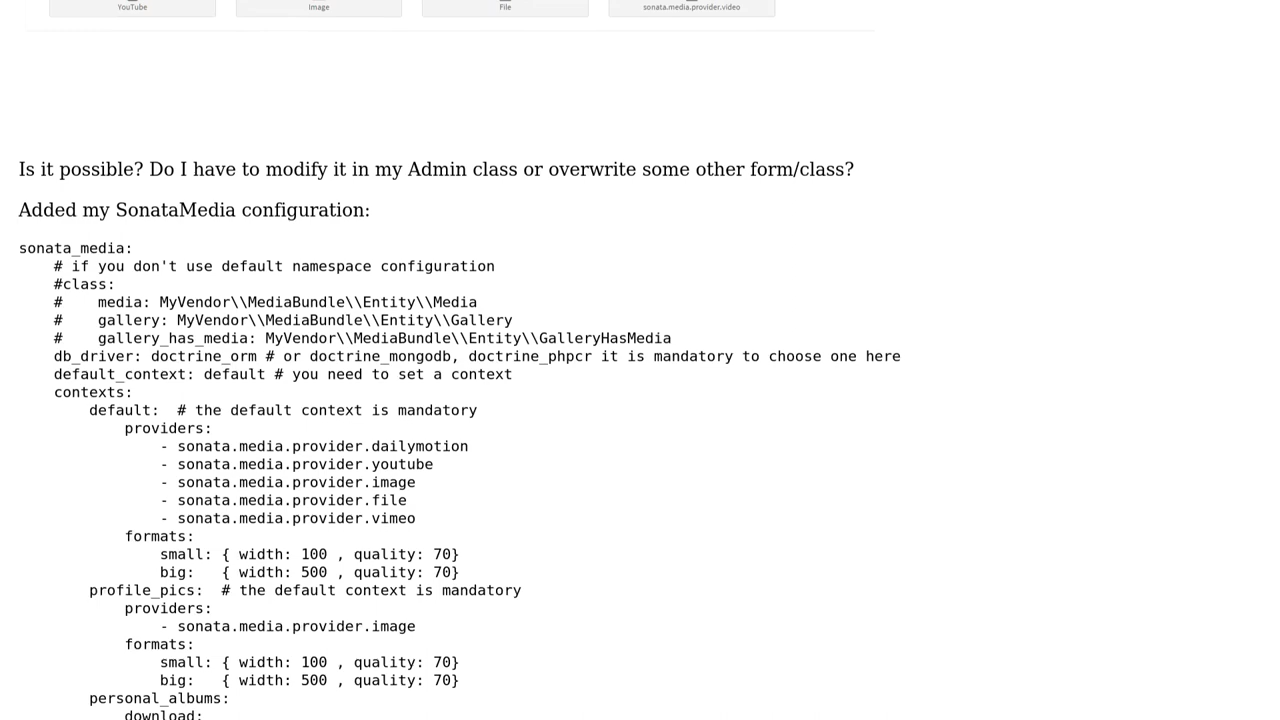 YouTube Image File sonata.media.provider.video
Is it possible? Do I have to modify it in my Admin class or overwrite some other form/class?
Added my SonataMedia configuration:
sonata_media:
    # if you don't use default namespace configuration
    #class:
    #    media: MyVendor\\MediaBundle\\Entity\\Media
    #    gallery: MyVendor\\MediaBundle\\Entity\\Gallery
    #    gallery_has_media: MyVendor\\MediaBundle\\Entity\\GalleryHasMedia
    db_driver: doctrine_orm # or doctrine_mongodb, doctrine_phpcr it is mandatory to choose one here
    default_context: default # you need to set a context
    contexts:
        default:  # the default context is mandatory
            providers:
                - sonata.media.provider.dailymotion
                - sonata.media.provider.youtube
                - sonata.media.provider.image
                - sonata.media.provider.file
                - sonata.media.provider.vimeo
            formats:
                small: { width: 100 , quality: 70}
                big:   { width: 500 , quality: 70}
        profile_pics:  # the default context is mandatory
            providers:
                - sonata.media.provider.image
            formats:
                small: { width: 100 , quality: 70}
                big:   { width: 500 , quality: 70}
        personal_albums:
            download: